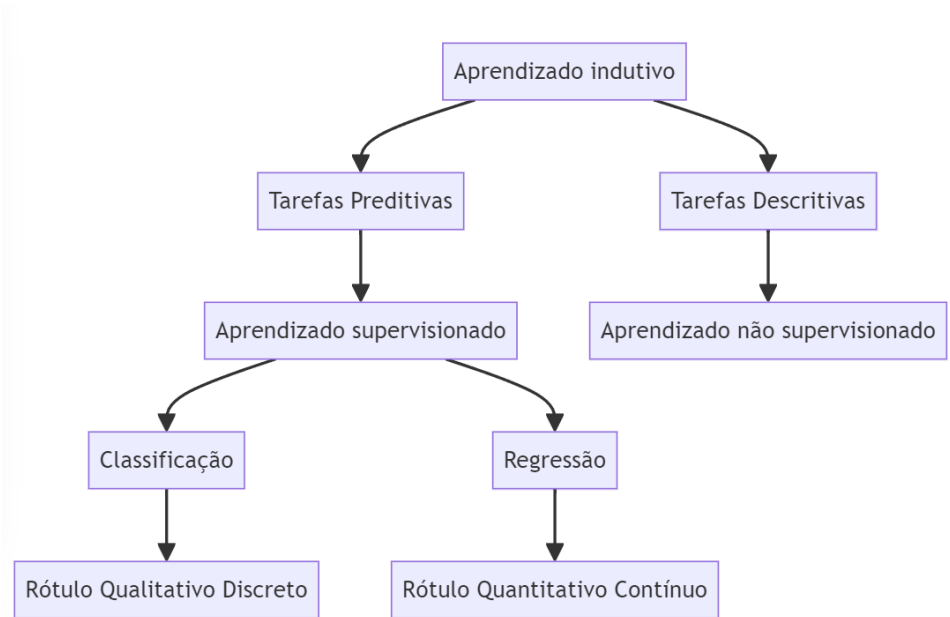 Aprendizado indutivo
Tarefas Preditivas
Tarefas Descritivas
Aprendizado supervisionado
Aprendizado não supervisionado
Classificação
Regressão
Rótulo Qualitativo Discreto
Rótulo Quantitativo Contínuo